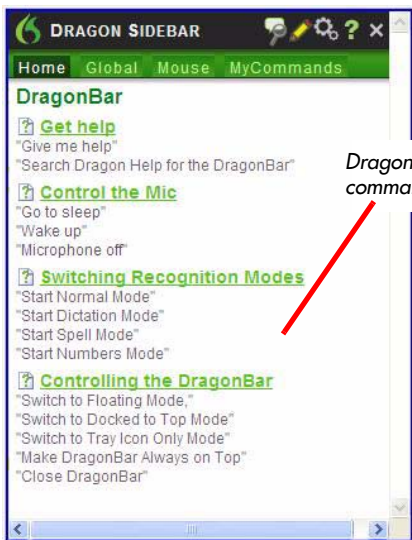 DRAGON SIDEBAR
Home Global Mouse MyCommands
DragonBar
Get help
"Give me help"
"Search Dragon Help for the DragonBar"
Dragon
Control the Mic
"Go to sleep"
"Wake up"
"Microphone off"
Switching Recognition Modes
"Start Normal Mode"
"Start Dictation Mode"
"Start Spell Mode"
"Start Numbers Mode"
Controlling the DragonBar
"Switch to Floating Mode,"
"Switch to Docked to Top Mode"
"Switch to Tray Icon Only Mode"
"Make DragonBar Always on Top"
"Close DragonBar"